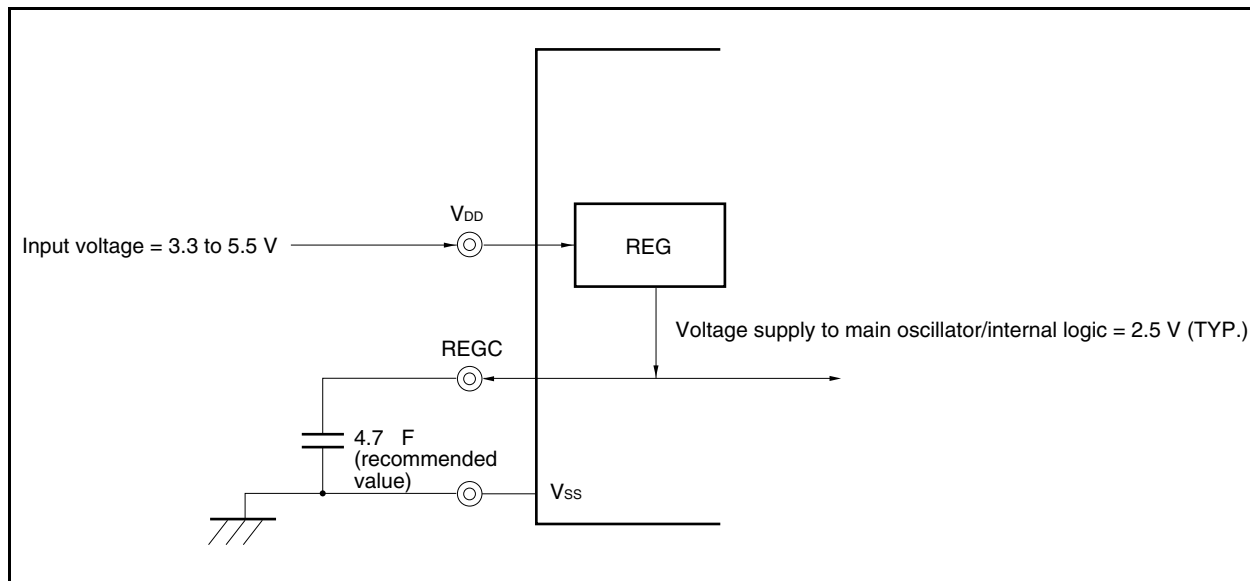 VDD
Input voltage = 3.3 to 5.5 V
REG
Voltage supply to main oscillator/internal logic = 2.5 V (TYP.)
REGC
4.7 F
(recommended
value)
VSS